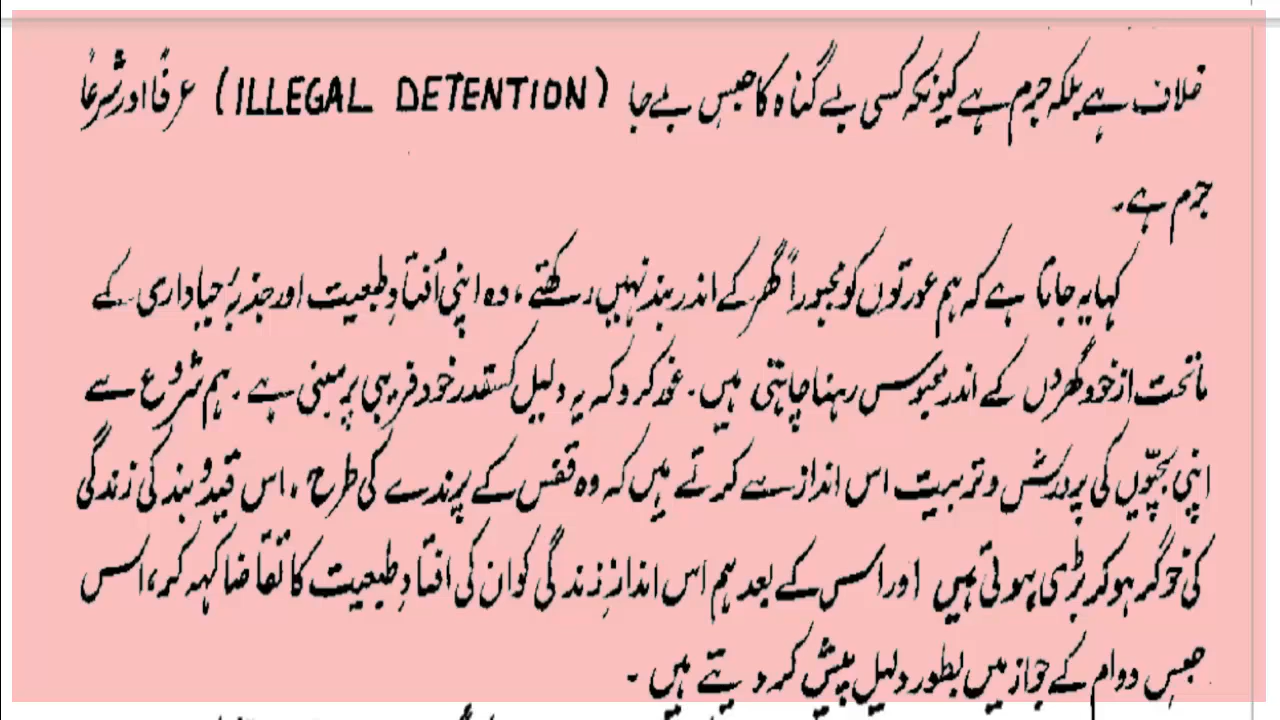 خلاف ہے بلکہ جرم ہے کیونکہ کسی بے گناہ کا حبسِ بے جا (ILLEGAL DETENTION) عرفاً اور شرعاً
جرم ہے۔
کہا یہ جاتا ہے کہ ہم عورتوں کو مجبوراً گھر کے اندر بند نہیں رکھتے، وہ اپنی اُفتادِ طبعیت اور جذبۂ حیاداری کے
ماتحت از خود گھروں کے اندر محبوس رہنا چاہتی ہیں۔ غور کرو کہ یہ دلیل کسقدر خود فریبی پر مبنی ہے۔ ہم شروع سے
اپنی بچّیوں کی پرورش و تربیت اس انداز سے کرتے ہیں کہ وہ قفس کے پرندے کی طرح، اس قید و بند کی زندگی
کی خوگر ہو کر بڑی ہوتی ہیں اور اس کے بعد ہم اس اندازِ زندگی کو ان کی افتادِ طبعیت کا تقاضا کہہ کر، اس
حبسِ دوام کے جواز میں بطور دلیل پیش کر دیتے ہیں۔